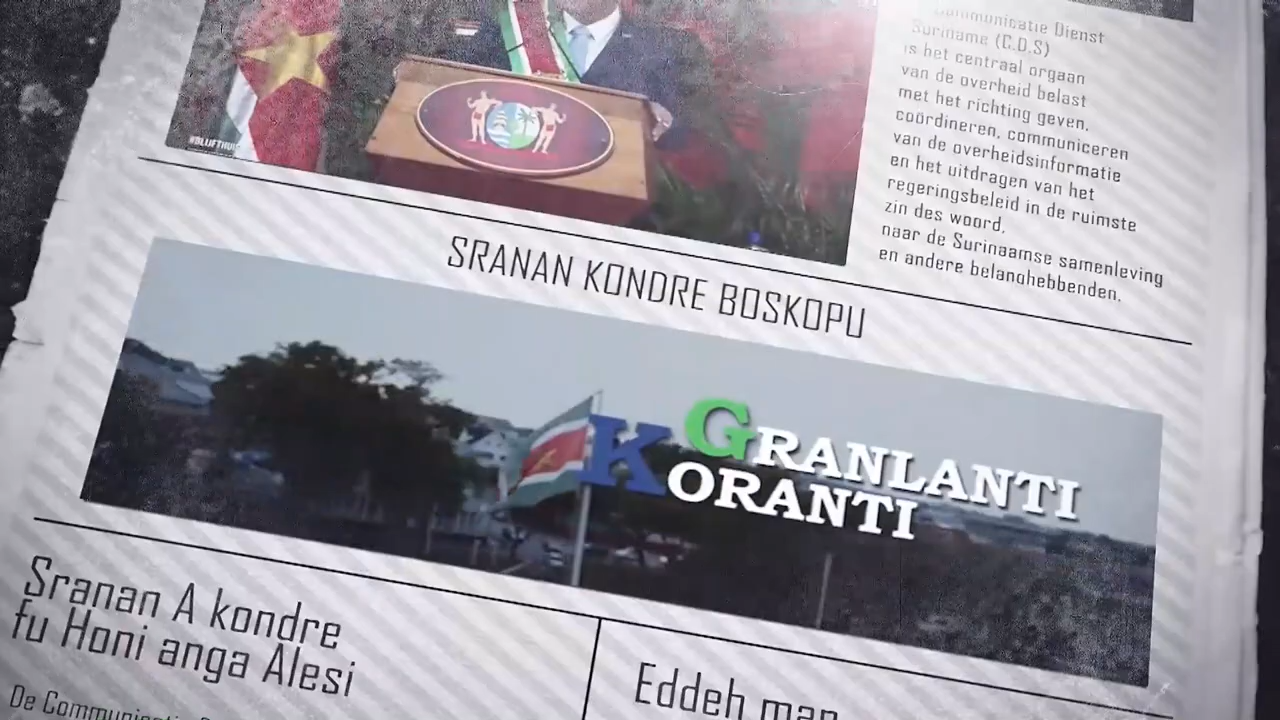 Communicatie Dienst
Suriname (C.D.S)
is het centraal orgaan
van de overheid belast
met het richting geven,
coördineren, communiceren
van de overheidsinformatie
en het uitdragen van het
regeringsbeleid in de ruimste
zin des woord,
naar de Surinaamse samenleving
en andere belanghebbenden.
SRANAN KONDRE BOSKOPU
GRANLANTI
KORANTI
Sranan A kondre
fu Honi anga Alesi
De
Eddeh man